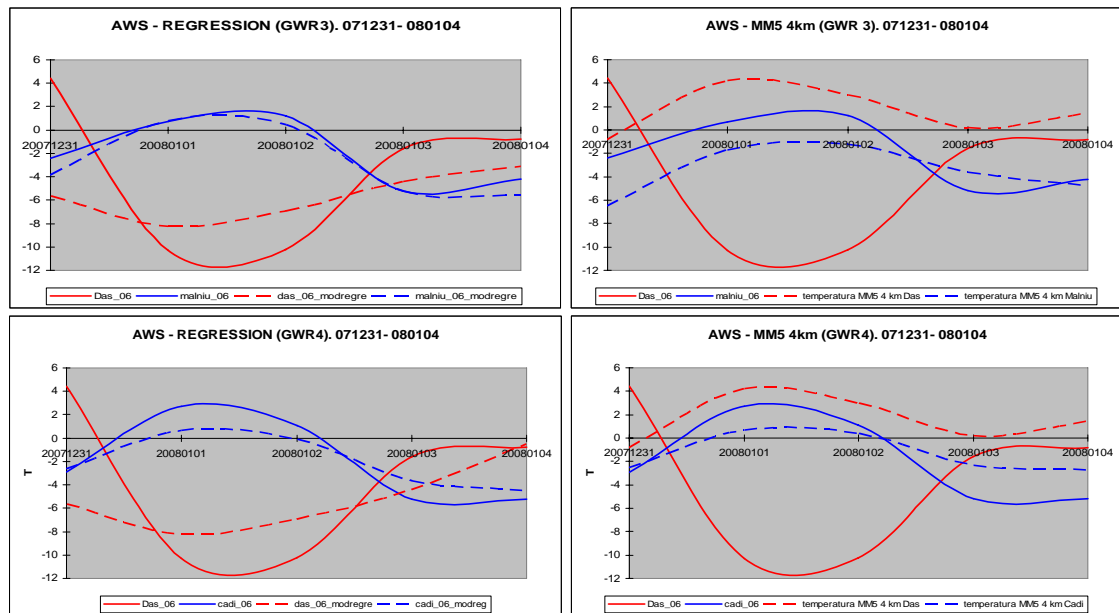 AWS - REGRESSION (GWR3). 071231- 080104
6
4
2
0
-2
-4
-6
-8
-10
-12
20071231 20080101 20080102 20080103 20080104
Das_06 malniu_06 das_06_modregre malniu_06_modregre
AWS - MM5 4km (GWR 3). 071231- 080104
6
4
2
0
-2
-4
-6
-8
-10
-12
20071231 20080101 20080102 20080103 20080104
Das_06 malniu_06 temperatura MM5 4 km Das temperatura MM5 4 km Malniu
AWS - REGRESSION (GWR4). 071231- 080104
6
4
2
0
-2
-4
-6
-8
-10
-12
T
20071231 20080101 20080102 20080103 20080104
Das_06 cadi_06 das_06_modregre cadi_06_modreg
AWS - MM5 4km (GWR4). 071231- 080104
6
4
2
0
-2
-4
-6
-8
-10
-12
T
20071231 20080101 20080102 20080103 20080104
Das_06 cadi_06 temperatura MM5 4 km Das temperatura MM5 4 km Cadi